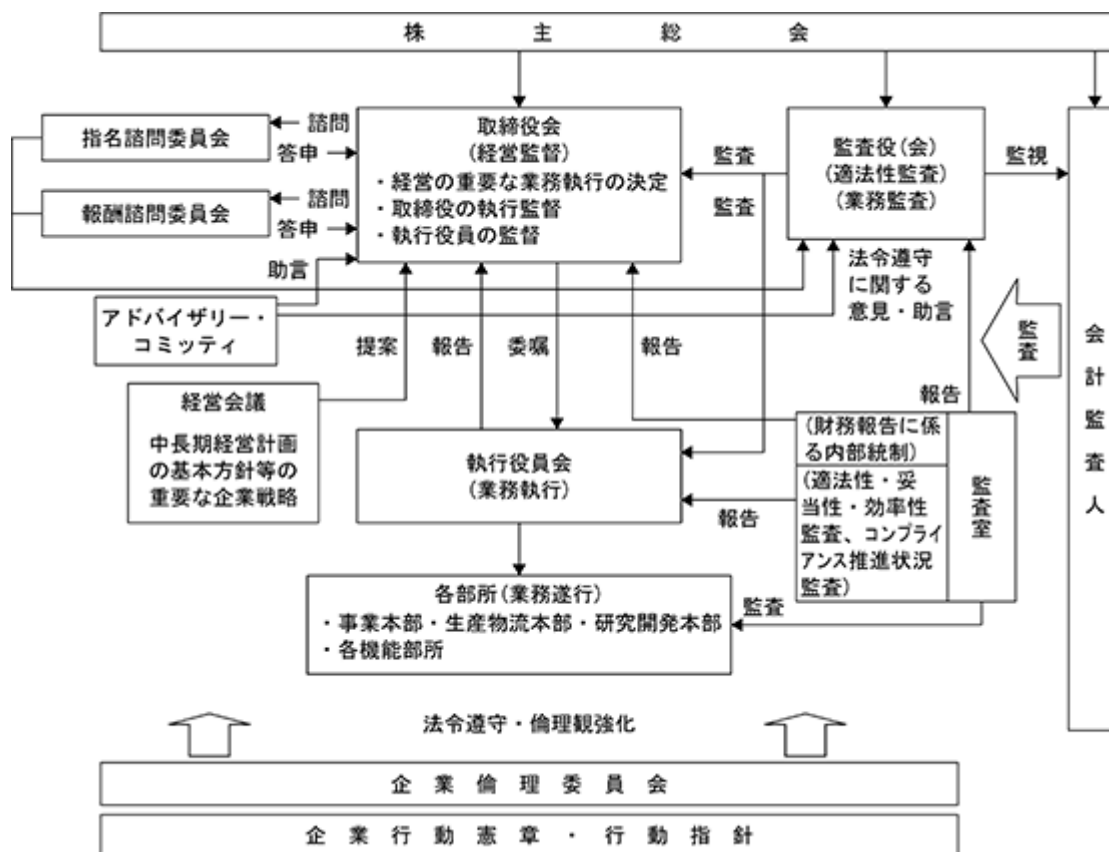 株主総会
指名諮問委員会
諮問
答申
報酬諮問委員会
諮問
答申
取締役会
(経営監督)
・経営の重要な業務執行の決定
・取締役の執行監督
・執行役員の監督
監査
監査
監査役(会)
(適法性監査)
(業務監査)
監視
助言
アドバイザリー・
コミッティ
法令遵守
に関する
意見・助言
監査
会計監査人
提案
報告
委嘱
報告
報告
経営会議
中長期経営計画
の基本方針等の
重要な企業戦略
執行役員会
(業務執行)
報告
(財務報告に係
る内部統制)
(適法性・妥
当性・効率性
監査、コンプライ
アンス推進状況
監査)
監査室
各部所(業務遂行)
・事業本部・生産物流本部・研究開発本部
・各機能部所
監査
法令遵守・倫理観強化
企業倫理委員会
企業行動憲章・行動指針